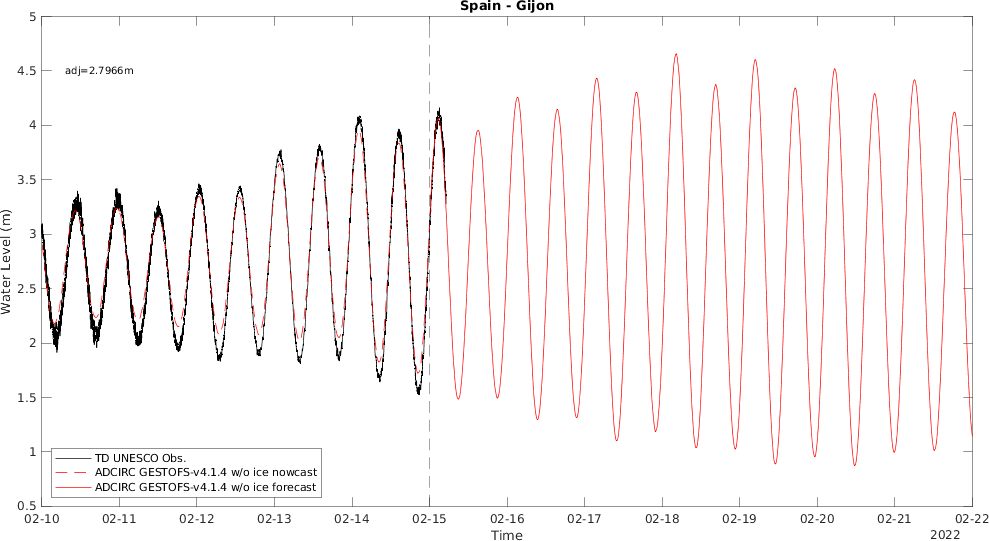 Spain - Gijon
5
4.5
4
3.5
3
2.5
2
1.5
1
0.5
Water Level (m)
adj=2.7966m
TD UNESCO Obs.
ADCIRC GESTOFS-v4.1.4 w/o ice nowcast
ADCIRC GESTOFS-v4.1.4 w/o ice forecast
02-10 02-11 02-12 02-13 02-14 02-15 02-16 02-17 02-18 02-19 02-20 02-21 02-22
Time
2022